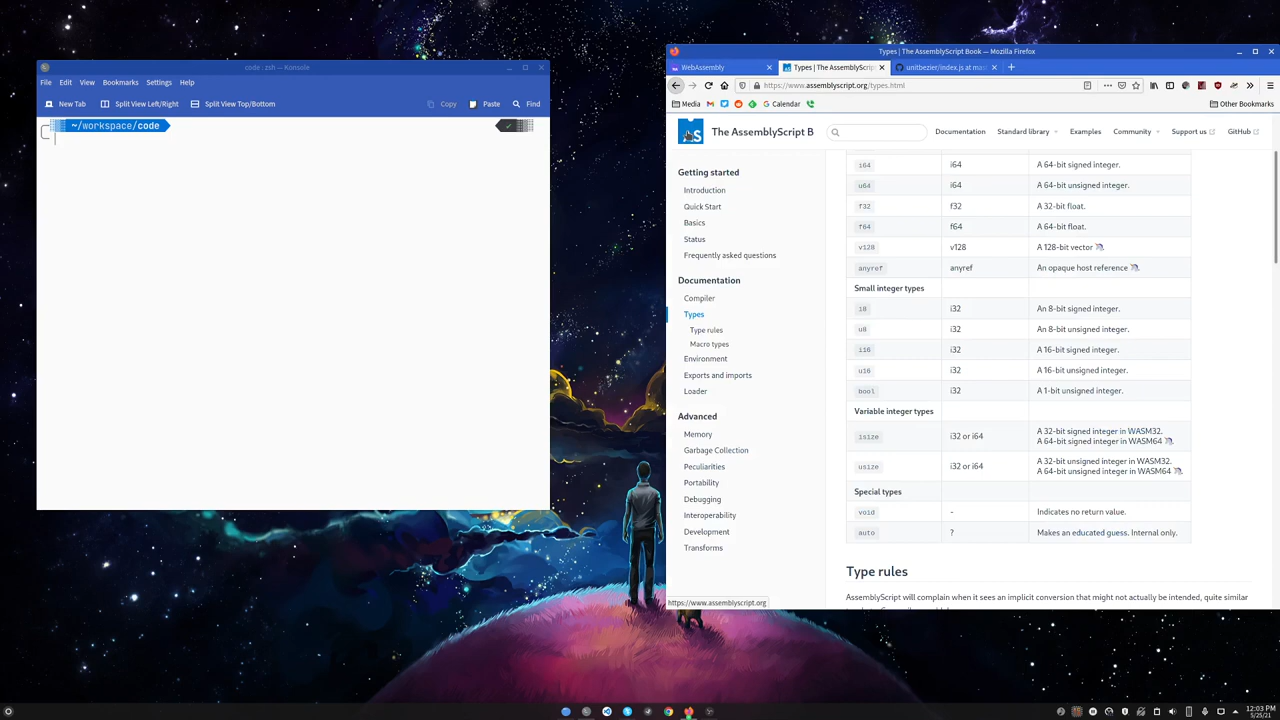 code : zsh — Konsole
File Edit View Bookmarks Settings Help
New Tab Split View Left/Right Split View Top/Bottom Copy Paste Find
~/workspace/code
Types | The AssemblyScript Book — Mozilla Firefox
WebAssembly
Types | The AssemblyScri
unitbezier/index.js at mast
https://www.assemblyscript.org/types.html
Media Calendar Other Bookmarks
AS The AssemblyScript B
Documentation Standard library Examples Community Support us GitHub
Getting started
Introduction
Quick Start
Basics
Status
Frequently asked questions
Documentation
Compiler
Types
Type rules
Macro types
Environment
Exports and imports
Loader
Advanced
Memory
Garbage Collection
Peculiarities
Portability
Debugging
Interoperability
Development
Transforms
i64 i64 A 64-bit signed integer.
u64 i64 A 64-bit unsigned integer.
f32 f32 A 32-bit float.
f64 f64 A 64-bit float.
v128 v128 A 128-bit vector 🦄
anyref anyref An opaque host reference 🦄
Small integer types
i8 i32 An 8-bit signed integer.
u8 i32 An 8-bit unsigned integer.
i16 i32 A 16-bit signed integer.
u16 i32 A 16-bit unsigned integer.
bool i32 A 1-bit unsigned integer.
Variable integer types
isize i32 or i64 A 32-bit signed integer in WASM32.
A 64-bit signed integer in WASM64 🦄.
usize i32 or i64 A 32-bit unsigned integer in WASM32.
A 64-bit unsigned integer in WASM64 🦄.
Special types
void - Indicates no return value.
auto ? Makes an educated guess. Internal only.
Type rules
AssemblyScript will complain when it sees an implicit conversion that might not actually be intended, quite similar
https://www.assemblyscript.org
12:03 PM
5/25/21